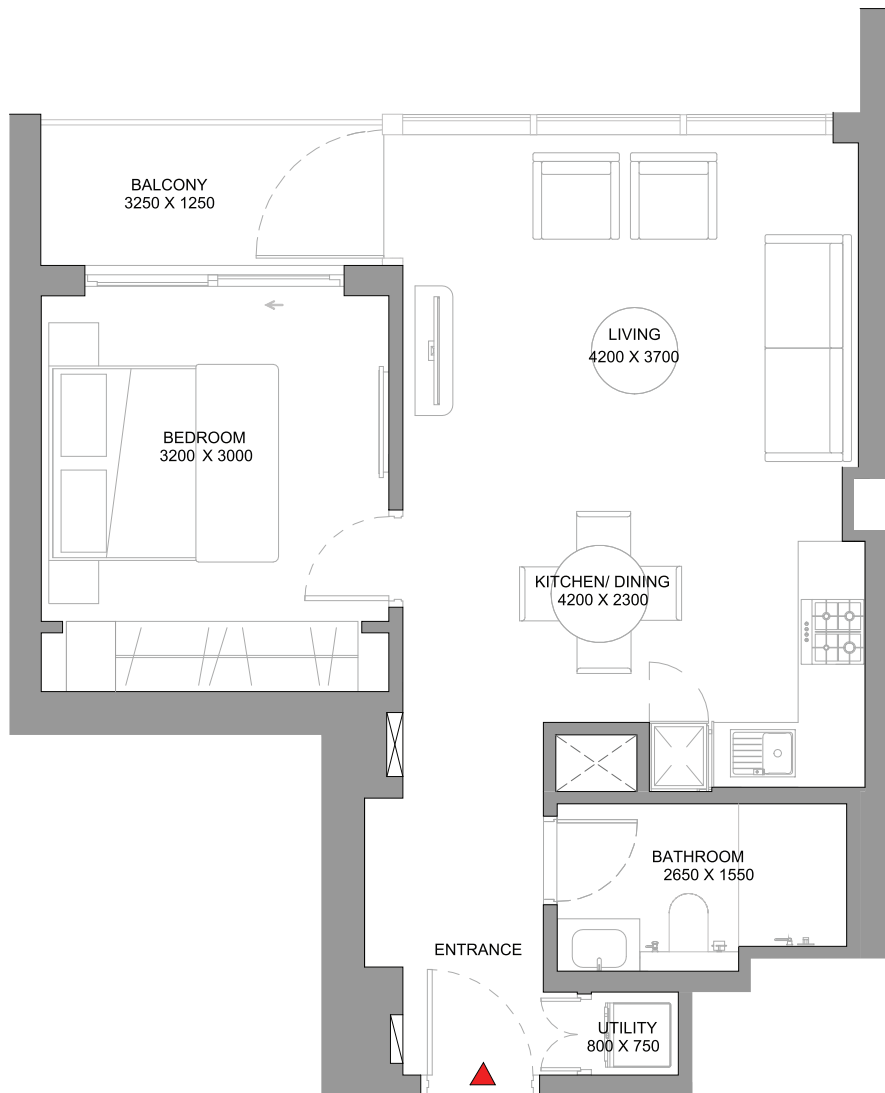 BALCONY
3250 X 1250
LIVING
4200 X 3700
BEDROOM
3200 X 3000
KITCHEN/ DINING
4200 X 2300
BATHROOM
2650 X 1550
ENTRANCE
UTILITY
800 X 750